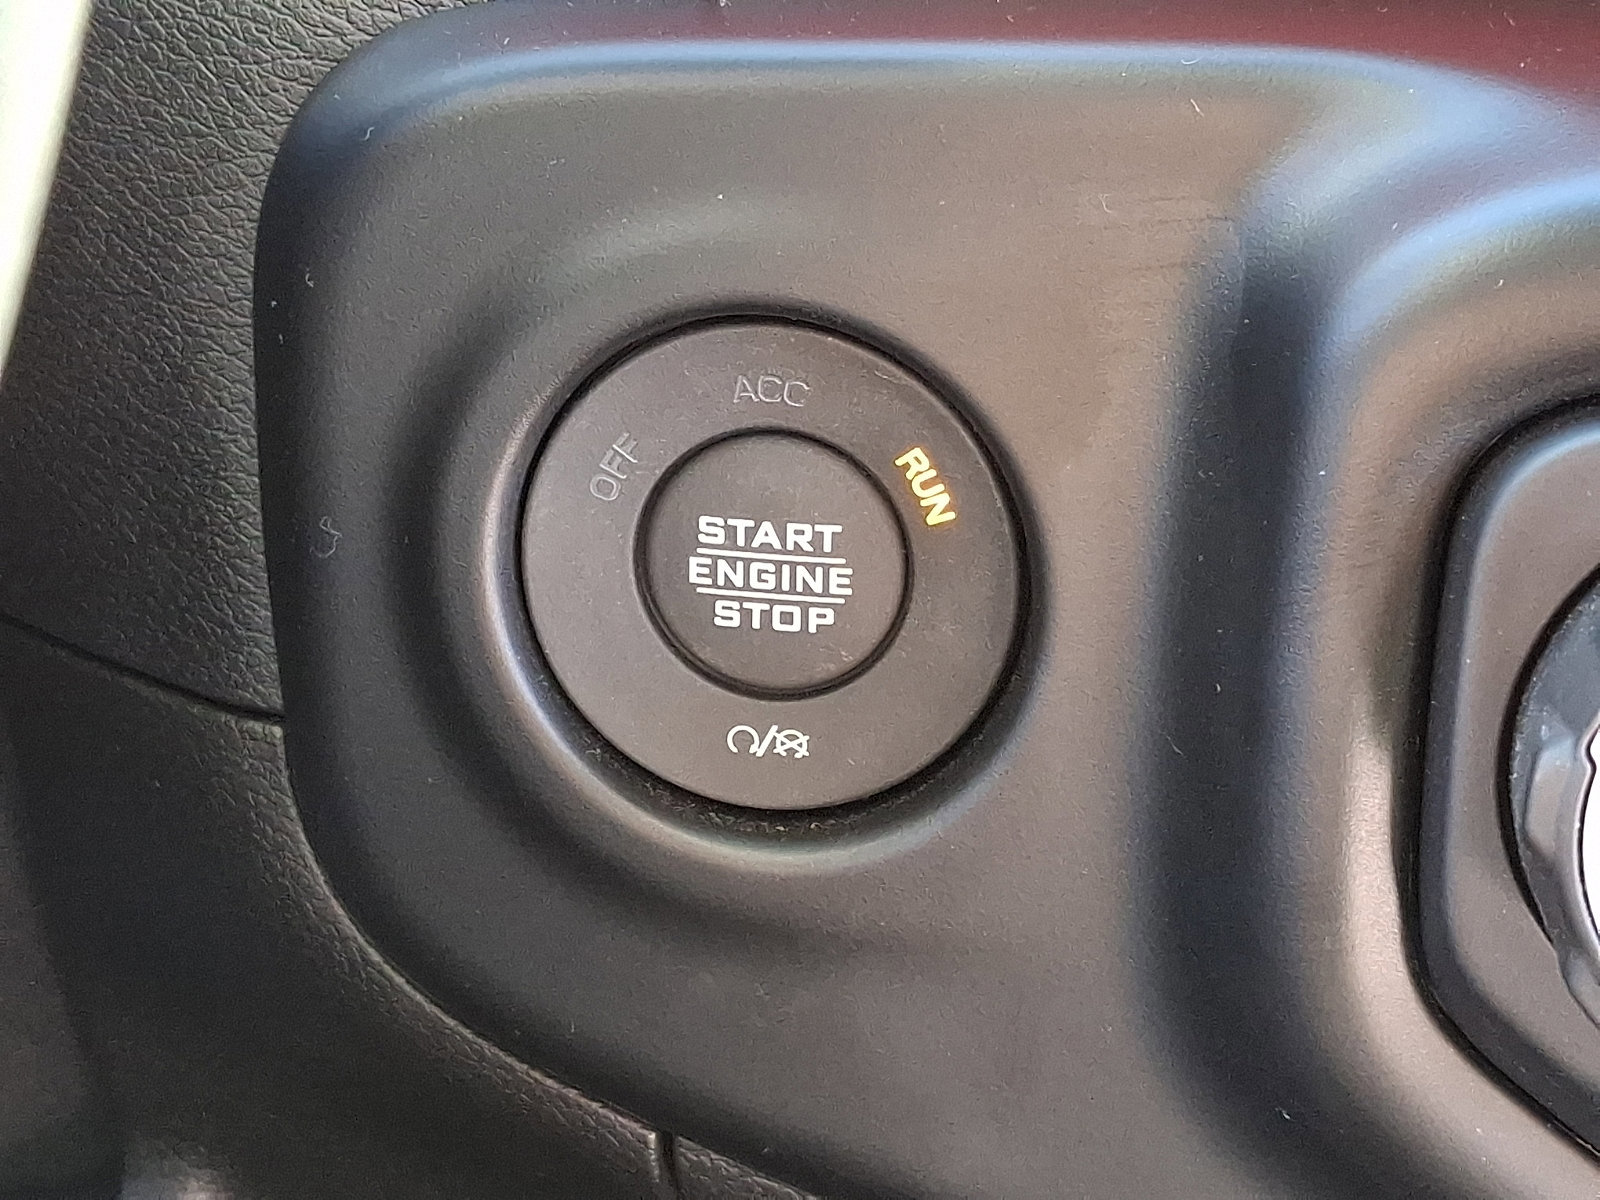 ACC
OFF
RUN
START
ENGINE
STOP